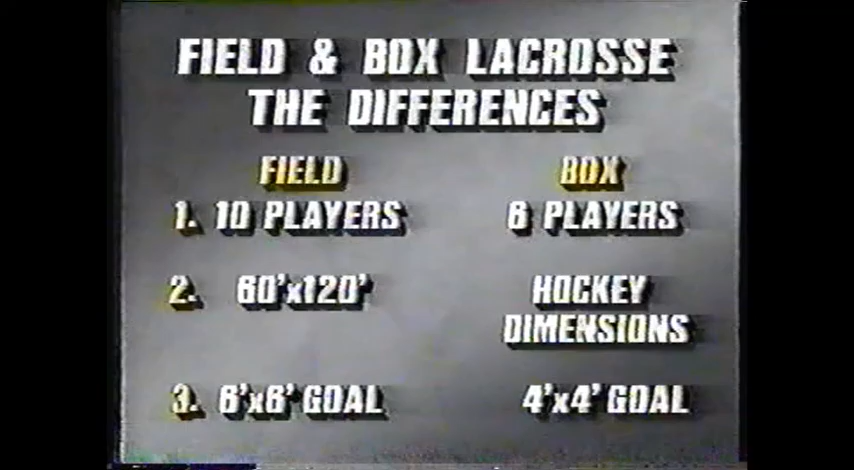 FIELD & BOX LACROSSE
THE DIFFERENCES
FIELD BOX
1. 10 PLAYERS 6 PLAYERS
2. 60'x120' HOCKEY
DIMENSIONS
3. 6'x6' GOAL 4'x4' GOAL